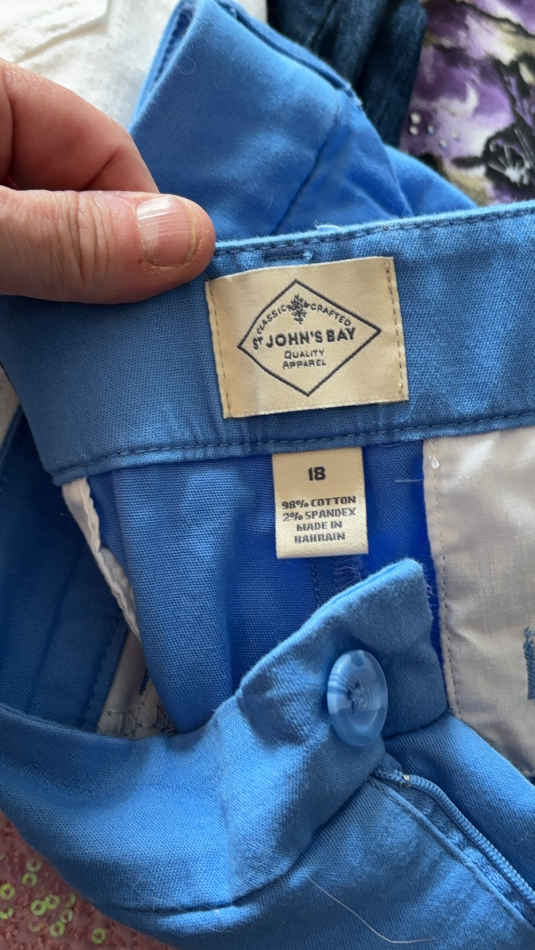 CLASSIC CRAFTED
ST JOHN'S BAY
QUALITY
APPAREL
18
98% COTTON
2% SPANDEX
MADE IN
BAHRAIN